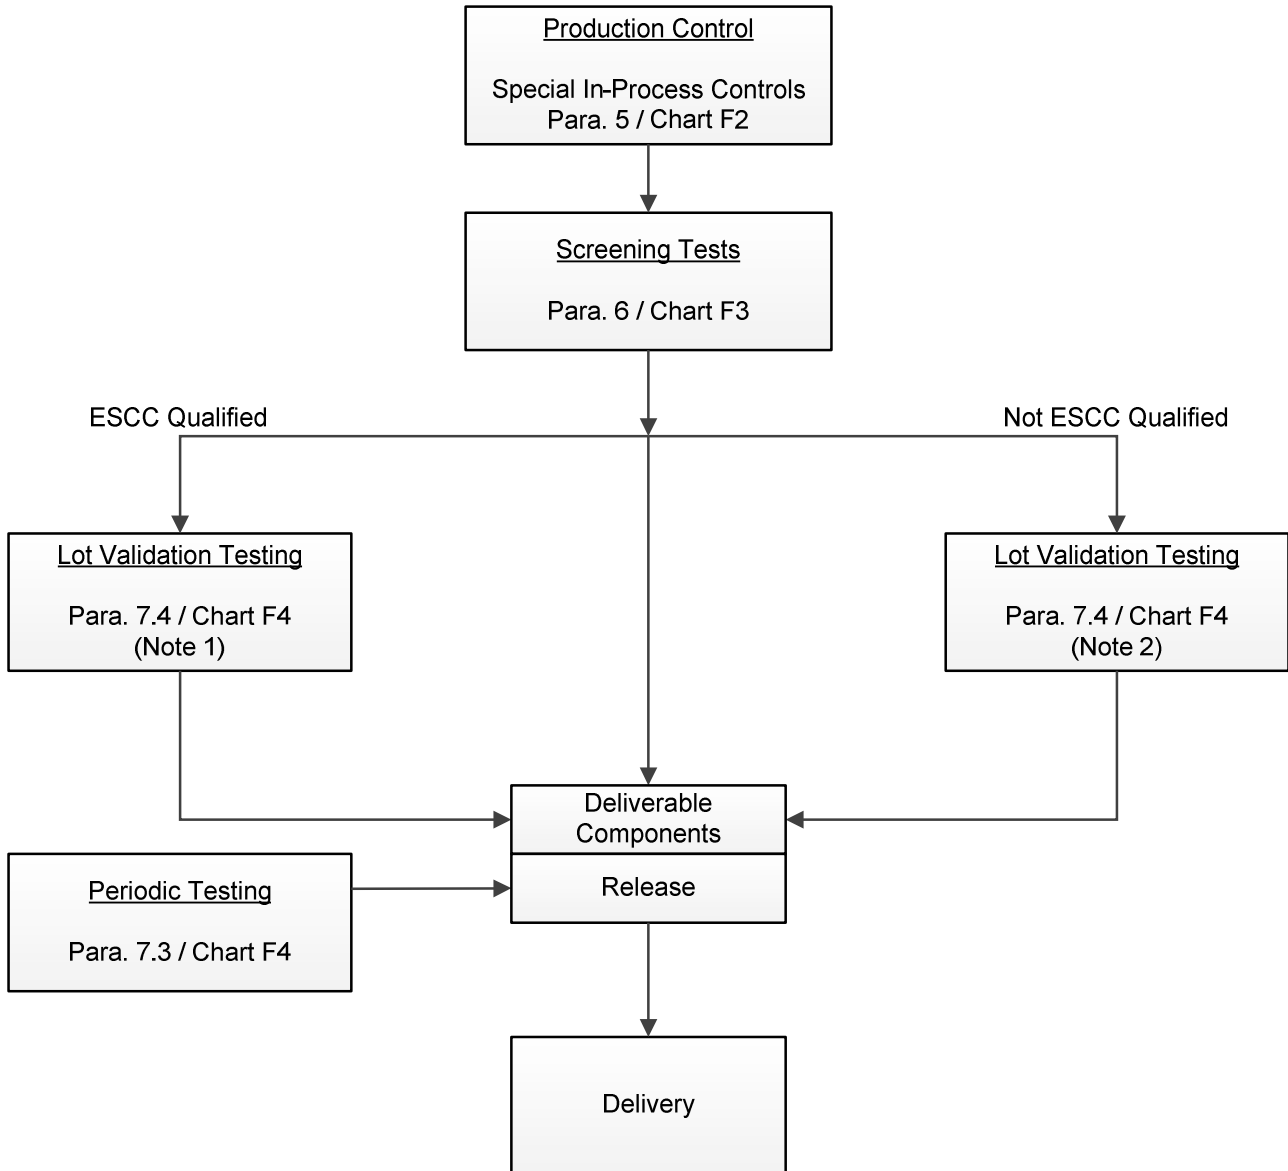 Production Control
Special In-Process Controls
Para. 5 / Chart F2
Screening Tests
Para. 6 / Chart F3
ESCC Qualified
Not ESCC Qualified
Lot Validation Testing
Para. 7.4 / Chart F4
(Note 1)
Lot Validation Testing
Para. 7.4 / Chart F4
(Note 2)
Deliverable
Components
Release
Periodic Testing
Para. 7.3 / Chart F4
Delivery